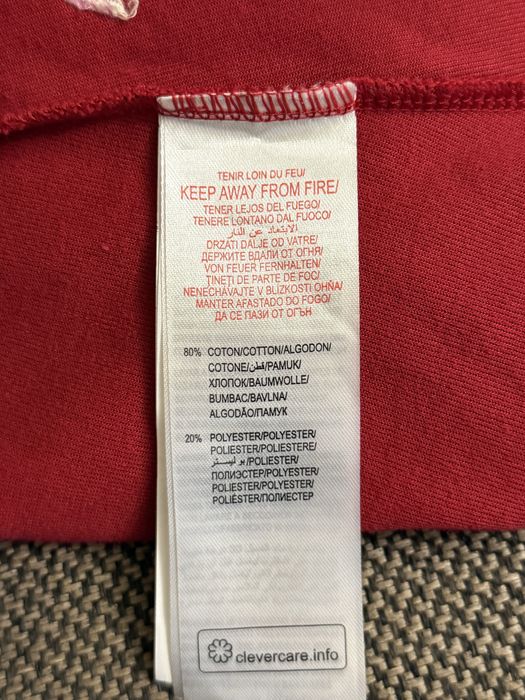 TENIR LOIN DU FEU/
KEEP AWAY FROM FIRE/
TENER LEJOS DEL FUEGO/
TENERE LONTANO DAL FUOCO/
الابتعاد عن النار/
DRZATI DALJE OD VATRE/
ДЕРЖИТЕ ВДАЛИ ОТ ОГНЯ/
VON FEUER FERNHALTEN/
ȚINEȚI DE PARTE DE FOC/
NENECHÁVAJTE V BLÍZKOSTI OHŇA/
MANTER AFASTADO DO FOGO/
ДА СЕ ПАЗИ ОТ ОГЪН
80% COTON/COTTON/ALGODON/
COTONE/قطن/PAMUK/
ХЛОПОК/BAUMWOLLE/
BUMBAC/BAVLNA/
ALGODÃO/ПАМУК
20% POLYESTER/POLYESTER/
POLIESTER/POLIESTERE/
بوليستر/POLIESTER/
ПОЛИЭСТЕР/POLYESTER/
POLIESTER/POLYESTER/
POLIÉSTER/ПОЛИЕСТЕР
clevercare.info